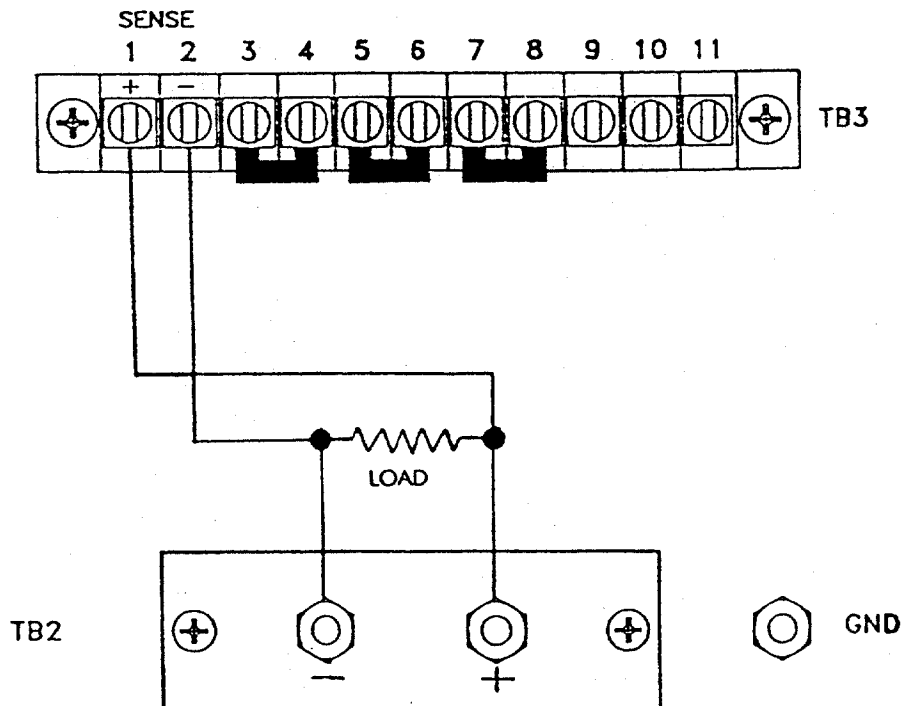 SENSE
1 2 3 4 5 6 7 8 9 10 11
+ −
TB3
LOAD
TB2
GND
− +